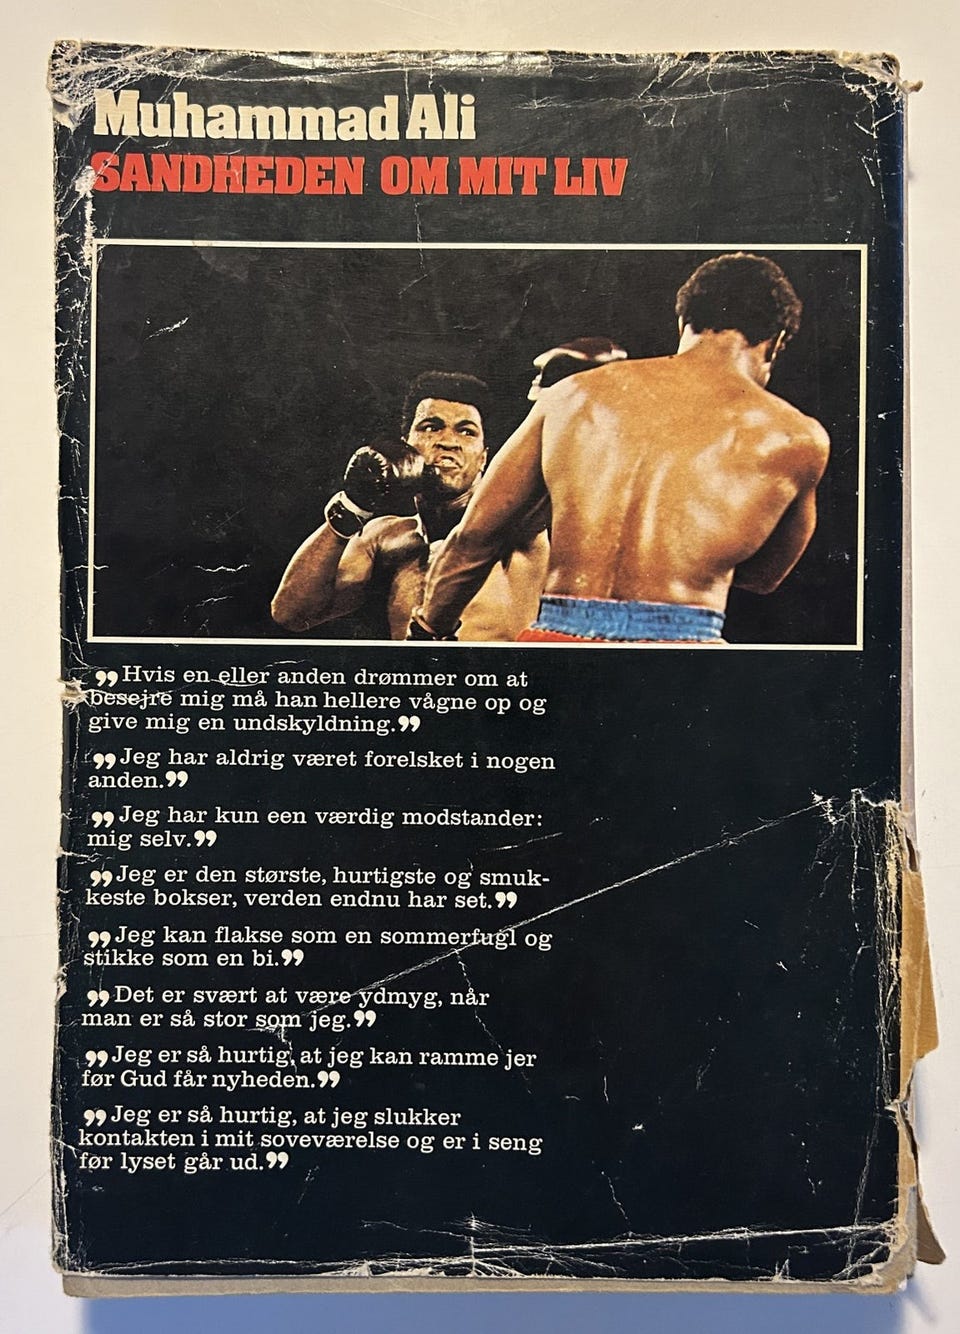 Muhammad Ali
SANDHEDEN OM MIT LIV
”Hvis en eller anden drømmer om at
besejre mig må han hellere vågne op og
give mig en undskyldning.”
”Jeg har aldrig været forelsket i nogen
anden.”
”Jeg har kun een værdig modstander:
mig selv.”
”Jeg er den største, hurtigste og smuk-
keste bokser, verden endnu har set.”
”Jeg kan flakse som en sommerfugl og
stikke som en bi.”
”Det er svært at være ydmyg, når
man er så stor som jeg.”
”Jeg er så hurtig, at jeg kan ramme jer
før Gud får nyheden.”
”Jeg er så hurtig, at jeg slukker
kontakten i mit soveværelse og er i seng
før lyset går ud.”